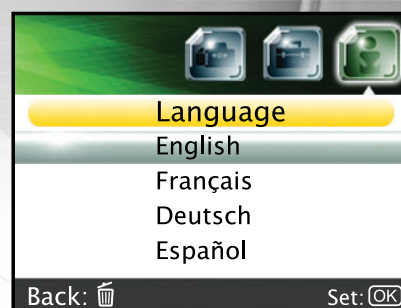 Language
English
Français
Deutsch
Español
Back: Set: OK